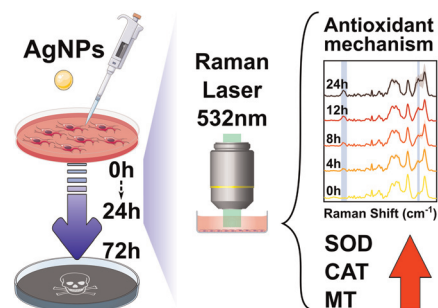 AgNPs
0h
24h
72h
Raman
Laser
532nm
Antioxidant
mechanism
24h
12h
8h
4h
0h
Raman Shift (cm⁻¹)
SOD
CAT
MT